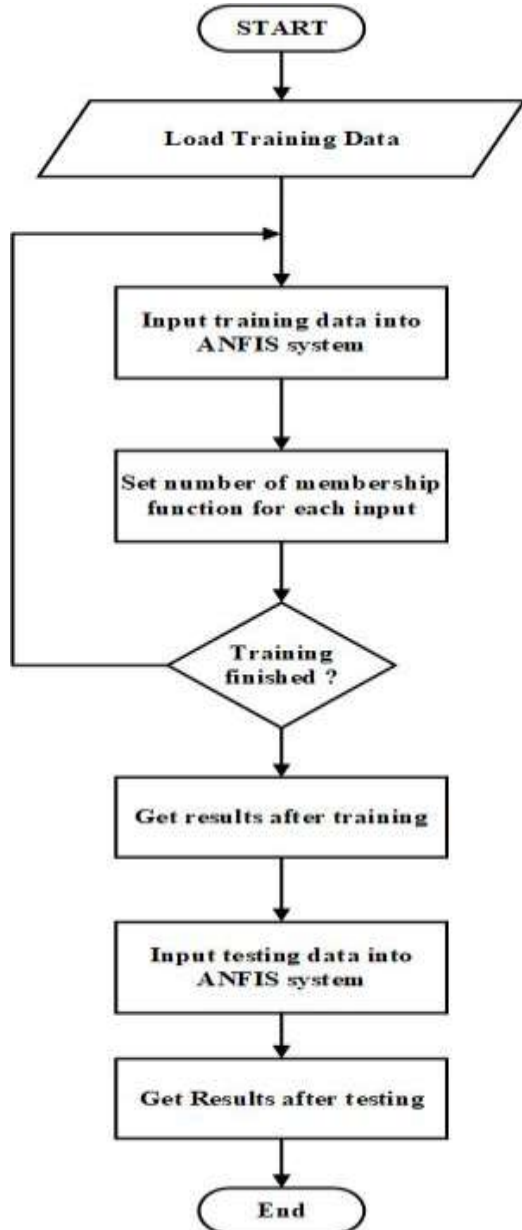 START
Load Training Data
Input training data into
ANFIS system
Set number of membership
function for each input
Training
finished ?
Get results after training
Input testing data into
ANFIS system
Get Results after testing
End